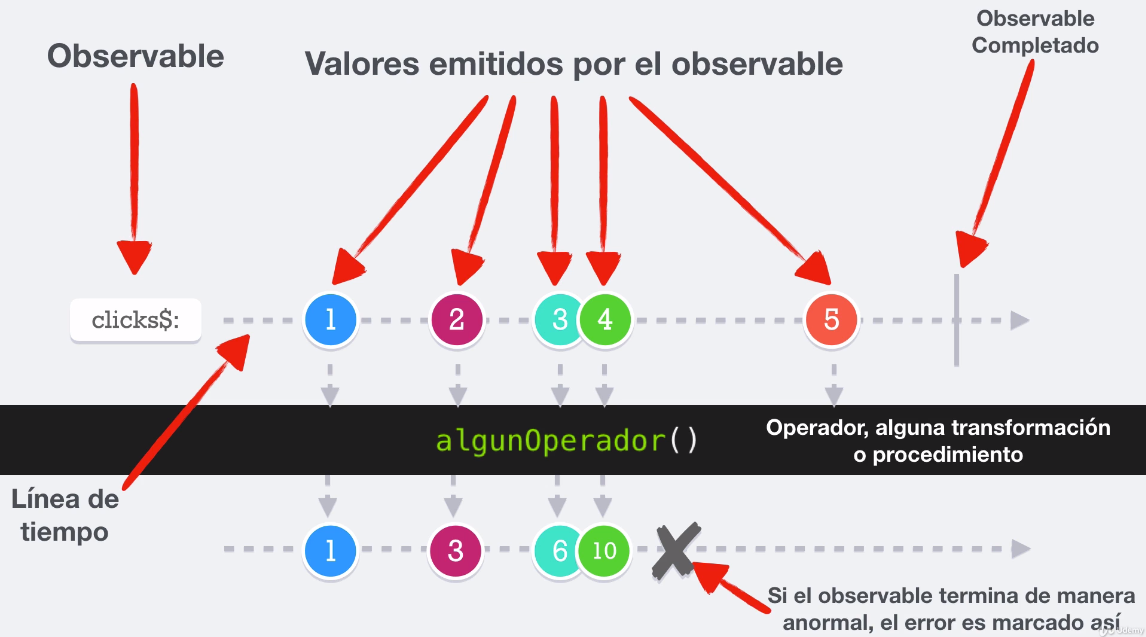 Observable
Valores emitidos por el observable
Observable
Completado
clicks$:
1
2
3
4
5
algunOperador()
Operador, alguna transformación
o procedimiento
Línea de
tiempo
1
3
6
10
Si el observable termina de manera
anormal, el error es marcado así
Udemy